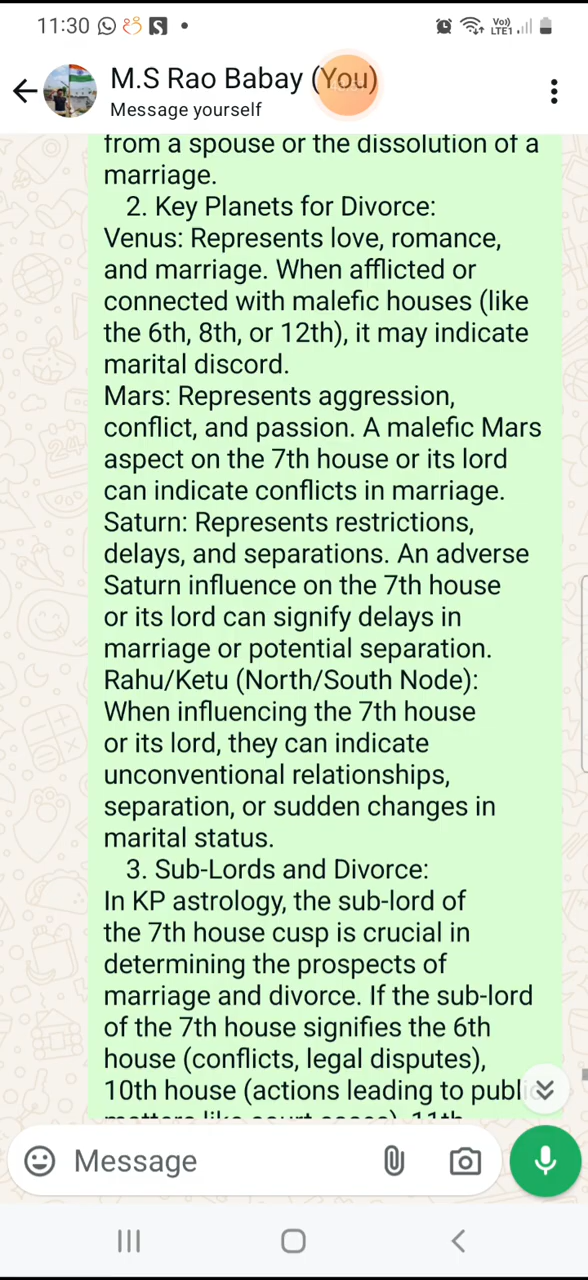 11:30
Vo))
LTE1
M.S Rao Babay (You)
Message yourself
from a spouse or the dissolution of a
marriage.
2. Key Planets for Divorce:
Venus: Represents love, romance,
and marriage. When afflicted or
connected with malefic houses (like
the 6th, 8th, or 12th), it may indicate
marital discord.
Mars: Represents aggression,
conflict, and passion. A malefic Mars
aspect on the 7th house or its lord
can indicate conflicts in marriage.
Saturn: Represents restrictions,
delays, and separations. An adverse
Saturn influence on the 7th house
or its lord can signify delays in
marriage or potential separation.
Rahu/Ketu (North/South Node):
When influencing the 7th house
or its lord, they can indicate
unconventional relationships,
separation, or sudden changes in
marital status.
3. Sub-Lords and Divorce:
In KP astrology, the sub-lord of
the 7th house cusp is crucial in
determining the prospects of
marriage and divorce. If the sub-lord
of the 7th house signifies the 6th
house (conflicts, legal disputes),
10th house (actions leading to public
matters like court cases), 11th
Message